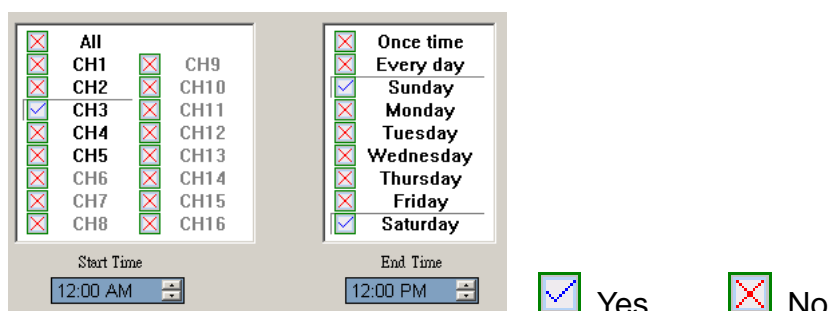 All
CH1 CH9
CH2 CH10
CH3 CH11
CH4 CH12
CH5 CH13
CH6 CH14
CH7 CH15
CH8 CH16
Once time
Every day
Sunday
Monday
Tuesday
Wednesday
Thursday
Friday
Saturday
Start Time
12:00 AM
End Time
12:00 PM
Yes
No